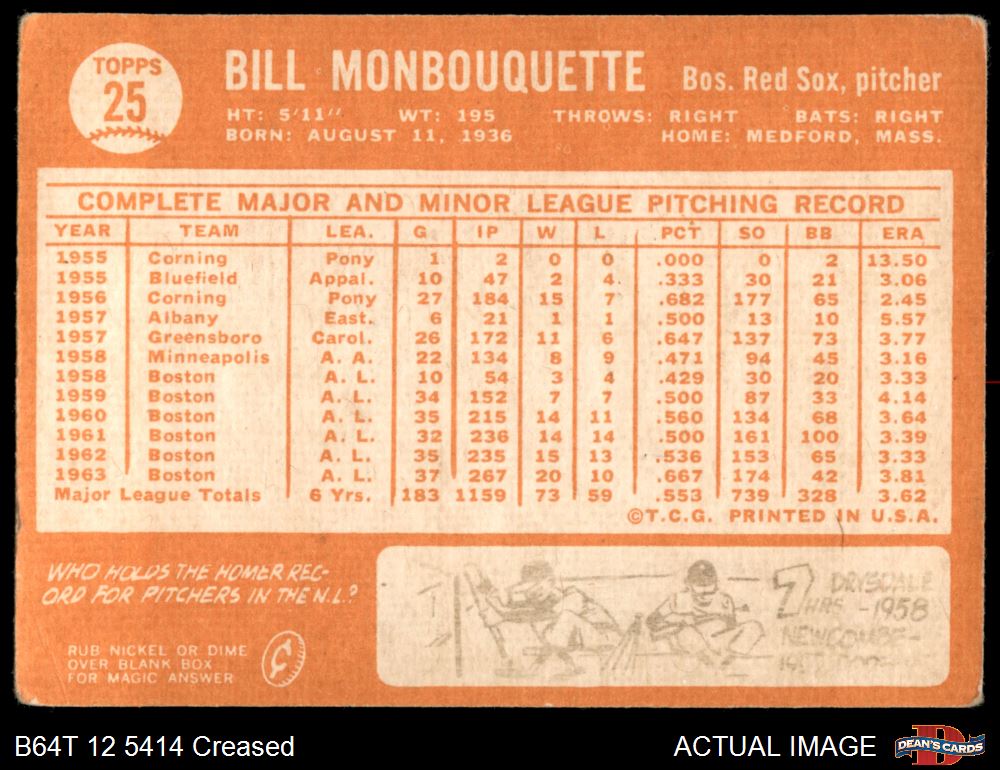 TOPPS
25
BILL MONBOUQUETTE Bos. Red Sox, pitcher
HT: 5'11" WT: 195 THROWS: RIGHT BATS: RIGHT
BORN: AUGUST 11, 1936 HOME: MEDFORD, MASS.
COMPLETE MAJOR AND MINOR LEAGUE PITCHING RECORD
YEAR TEAM LEA. G IP W L PCT SO BB ERA
1955 Corning Pony 1 2 0 0 .000 0 2 13.50
1955 Bluefield Appal. 10 47 2 4 .333 30 21 3.06
1956 Corning Pony 27 184 15 7 .682 177 65 2.45
1957 Albany East. 6 21 1 1 .500 13 10 5.57
1957 Greensboro Carol. 26 172 11 6 .647 137 73 3.77
1958 Minneapolis A. A. 22 134 8 9 .471 94 45 3.16
1958 Boston A. L. 10 54 3 4 .429 30 20 3.33
1959 Boston A. L. 34 152 7 7 .500 87 33 4.14
1960 Boston A. L. 35 215 14 11 .560 134 68 3.64
1961 Boston A. L. 32 236 14 14 .500 161 100 3.39
1962 Boston A. L. 35 235 15 13 .536 153 65 3.33
1963 Boston A. L. 37 267 20 10 .667 174 42 3.81
Major League Totals 6 Yrs. 183 1159 73 59 .553 739 328 3.62
©T.C.G. PRINTED IN U.S.A.
WHO HOLDS THE HOMER REC-
ORD FOR PITCHERS IN THE N.L.?
RUB NICKEL OR DIME
OVER BLANK BOX
FOR MAGIC ANSWER
7 DRYSDALE
HRS -1958
NEWCOMBE-
B64T 12 5414 Creased
ACTUAL IMAGE
DEAN'S CARDS